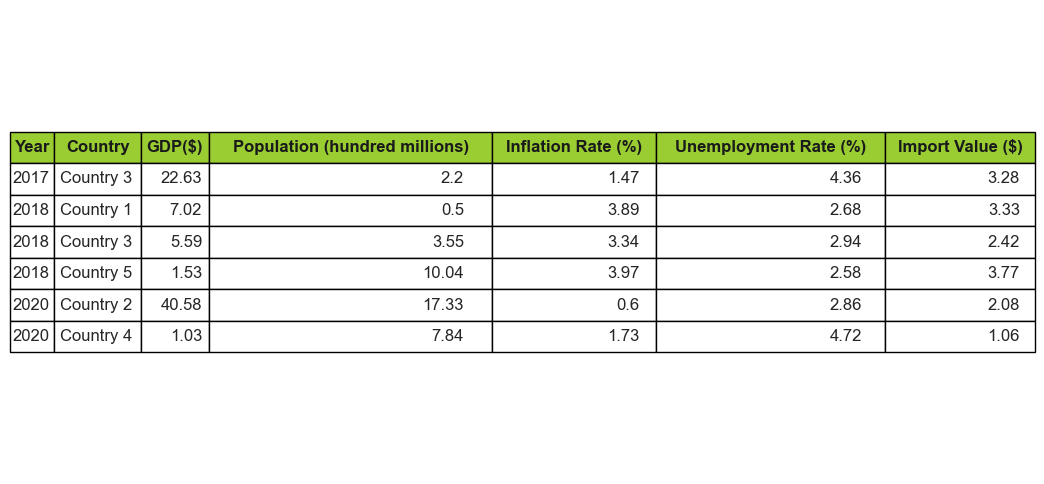 Year Country GDP($) Population (hundred millions) Inflation Rate (%) Unemployment Rate (%) Import Value ($)
2017 Country 3 22.63 2.2 1.47 4.36 3.28
2018 Country 1 7.02 0.5 3.89 2.68 3.33
2018 Country 3 5.59 3.55 3.34 2.94 2.42
2018 Country 5 1.53 10.04 3.97 2.58 3.77
2020 Country 2 40.58 17.33 0.6 2.86 2.08
2020 Country 4 1.03 7.84 1.73 4.72 1.06